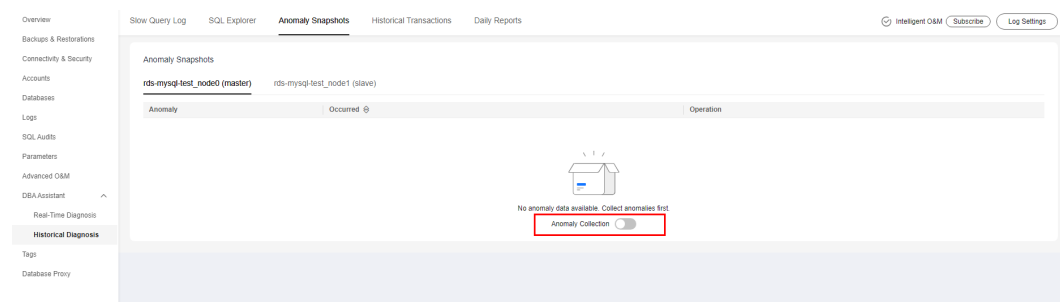 Overview
Backups & Restorations
Connectivity & Security
Accounts
Databases
Logs
SQL Audits
Parameters
Advanced O&M
DBA Assistant
Real-Time Diagnosis
Historical Diagnosis
Tags
Database Proxy
Slow Query Log SQL Explorer Anomaly Snapshots Historical Transactions Daily Reports
Intelligent O&M Subscribe Log Settings
Anomaly Snapshots
rds-mysql-test_node0 (master) rds-mysql-test_node1 (slave)
Anomaly Occurred Operation
No anomaly data available. Collect anomalies first.
Anomaly Collection